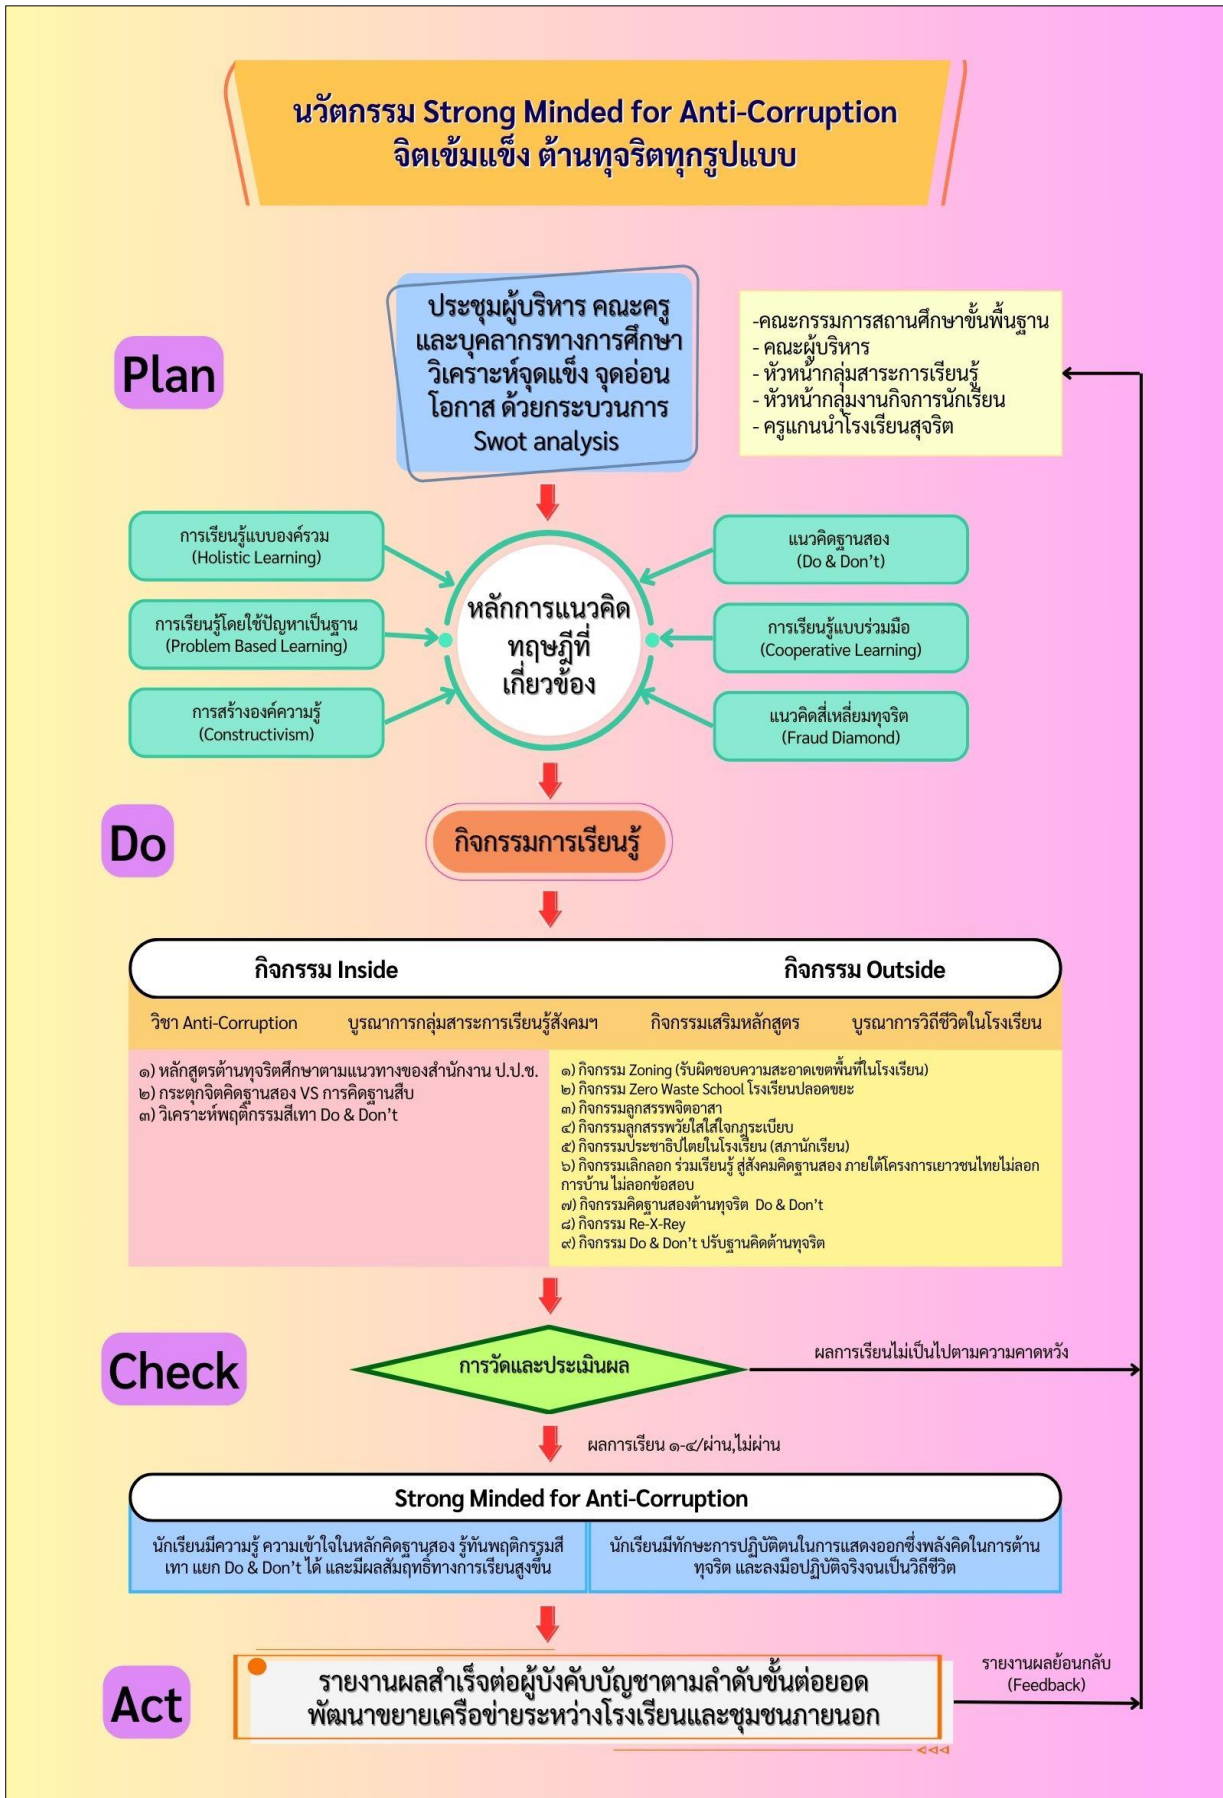 นวัตกรรม Strong Minded for Anti-Corruption
จิตเข้มแข็ง ต้านทุจริตทุกรูปแบบ
Plan
ประชุมผู้บริหาร คณะครู
และบุคลากรทางการศึกษา
วิเคราะห์จุดแข็ง จุดอ่อน
โอกาส ด้วยกระบวนการ
Swot analysis
-คณะกรรมการสถานศึกษาขั้นพื้นฐาน
- คณะผู้บริหาร
- หัวหน้ากลุ่มสาระการเรียนรู้
- หัวหน้ากลุ่มงานกิจการนักเรียน
- ครูแกนนำโรงเรียนสุจริต
การเรียนรู้แบบองค์รวม
(Holistic Learning)
การเรียนรู้โดยใช้ปัญหาเป็นฐาน
(Problem Based Learning)
การสร้างองค์ความรู้
(Constructivism)
หลักการแนวคิด
ทฤษฎีที่
เกี่ยวข้อง
แนวคิดฐานสอง
(Do & Don't)
การเรียนรู้แบบร่วมมือ
(Cooperative Learning)
แนวคิดสี่เหลี่ยมทุจริต
(Fraud Diamond)
Do
กิจกรรมการเรียนรู้
กิจกรรม Inside
กิจกรรม Outside
วิชา Anti-Corruption
บูรณาการกลุ่มสาระการเรียนรู้สังคมฯ
กิจกรรมเสริมหลักสูตร
บูรณาการวิถีชีวิตในโรงเรียน
๑) หลักสูตรต้านทุจริตศึกษาตามแนวทางของสำนักงาน ป.ป.ช.
๒) กระตุกจิตคิดฐานสอง VS การคิดฐานสืบ
๓) วิเคราะห์พฤติกรรมสีเทา Do & Don't
๑) กิจกรรม Zoning (รับผิดชอบความสะอาดเขตพื้นที่ในโรงเรียน)
๒) กิจกรรม Zero Waste School โรงเรียนปลอดขยะ
๓) กิจกรรมลูกสรรพจิตอาสา
๔) กิจกรรมลูกสรรพวัยใสใส่ใจกฎระเบียบ
๕) กิจกรรมประชาธิปไตยในโรงเรียน (สภานักเรียน)
๖) กิจกรรมเลิกลอก ร่วมเรียนรู้ สู่สังคมคิดฐานสอง ภายใต้โครงการเยาวชนไทยไม่ลอก
การบ้าน ไม่ลอกข้อสอบ
๗) กิจกรรมคิดฐานสองต้านทุจริต Do & Don't
๘) กิจกรรม Re-X-Rey
๙) กิจกรรม Do & Don't ปรับฐานคิดต้านทุจริต
Check
การวัดและประเมินผล
ผลการเรียนไม่เป็นไปตามความคาดหวัง
ผลการเรียน ๑-๔/ผ่าน,ไม่ผ่าน
Strong Minded for Anti-Corruption
นักเรียนมีความรู้ ความเข้าใจในหลักคิดฐานสอง รู้ทันพฤติกรรมสี
เทา แยก Do & Don't ได้ และมีผลสัมฤทธิ์ทางการเรียนสูงขึ้น
นักเรียนมีทักษะการปฏิบัติตนในการแสดงออกซึ่งพลังคิดในการต้าน
ทุจริต และลงมือปฏิบัติจริงจนเป็นวิถีชีวิต
Act
รายงานผลสำเร็จต่อผู้บังคับบัญชาตามลำดับขั้นต่อยอด
พัฒนาขยายเครือข่ายระหว่างโรงเรียนและชุมชนภายนอก
รายงานผลย้อนกลับ
(Feedback)